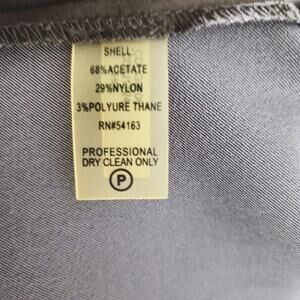 SHELL:
68%ACETATE
29%NYLON
3%POLYURE THANE
RN#54163
PROFESSIONAL
DRY CLEAN ONLY
P